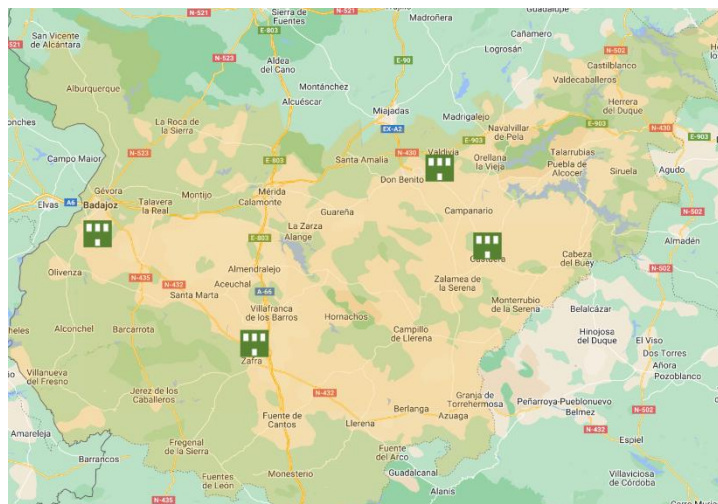 N-521
San Vicente
de Alcántara
Sierra de
Fuentes
N-521
Madroñera
Guadalupe
E-803
Aldea
del Cano
N-523
E-90
Cañamero
Logrosán
N-502
Castilblanco
Valdecaballeros
Alburquerque
Montánchez
Alcuéscar
Miajadas
Madrigalejo
Herrera
del Duque
La Roca de
la Sierra
EX-A2
Navalvillar
de Pela
E-903
N-430
E-903
Campo Maior
N-523
E-803
Santa Amalia
N-430
Valdivia
E-903
Orellana
la Vieja
Talarrubias
Puebla de
Alcocer
Siruela
Agudo
Don Benito
Elvas
A6
Gévora
Badajoz
Talavera
la Real
Montijo
Mérida
Calamonte
Guareña
Campanario
N-502
La Zarza
Alange
E-803
Almadén
Olivenza
N-435
N-432
Almendralejo
Castuera
Cabeza
del Buey
N-502
Santa Marta
Aceuchal
A-66
Zalamea de
la Serena
Monterrubio
de la Serena
Belalcázar
Villafranca
de los Barros
Hornachos
Alconchel
Barcarrota
Campillo
de Llerena
Hinojosa
del Duque
El Viso
Dos Torres
Añora
Pozoblanco
Zafra
Villanueva
del Fresno
Jerez de los
Caballeros
N-432
Granja de
Torrehermosa
Peñarroya-Pueblonuevo
Belmez
N-502
Fuente de
Cantos
Llerena
Berlanga
Azuaga
N-432
Amareleja
Fregenal
de la Sierra
Espiel
Barrancos
Fuente
del Arco
Fuentes
de León
Monesterio
Guadalcanal
Villaviciosa
de Córdoba
N-435
Alanis